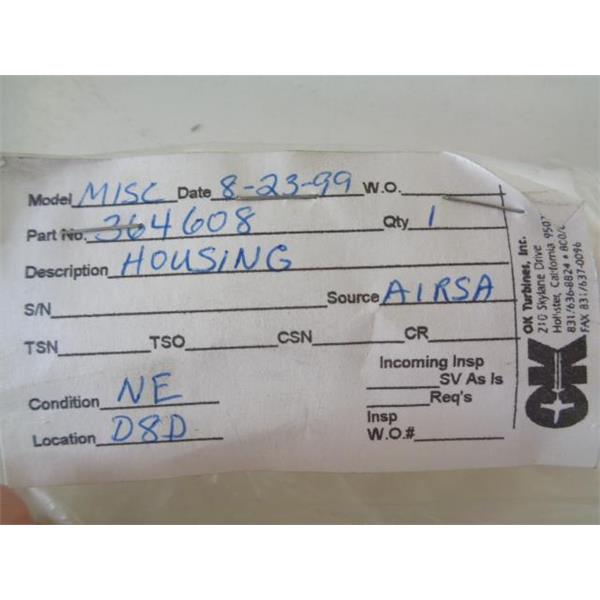 Model MISC Date 8-23-99 W.O.
Part No. 364608 Qty 1
Description HOUSING
S/N Source AIRSA
TSN TSO CSN CR
Incoming Insp
SV As Is
Condition NE Req's
Insp
Location D8D W.O.#
OK Turbines, Inc.
210 Skylane Drive
Hollister, California
831/636-8824
FAX 831/637-0096
OK